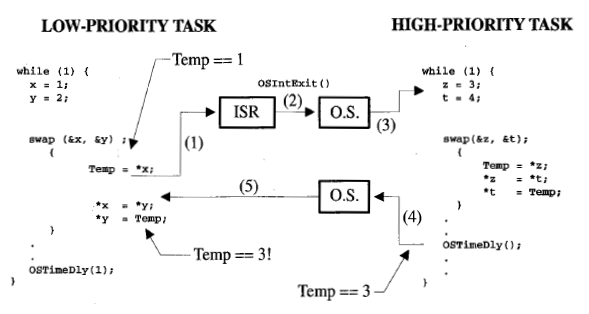 LOW-PRIORITY TASK
HIGH-PRIORITY TASK
Temp == 1
while (1) {
x = 1;
y = 2;
OSIntExit()
while (1) {
z = 3;
t = 4;
ISR
(2)
O.S.
(3)
(1)
swap (&x, &y) ;
{
Temp = *x;
swap(&z, &t);
{
Temp = *z;
*z = *t;
*t = Temp;
}
(5)
O.S.
(4)
*x = *y;
*y = Temp;
}
.
.
OSTimeDly(1);
}
Temp == 3!
.
.
OSTimeDly();
.
.
}
Temp == 3